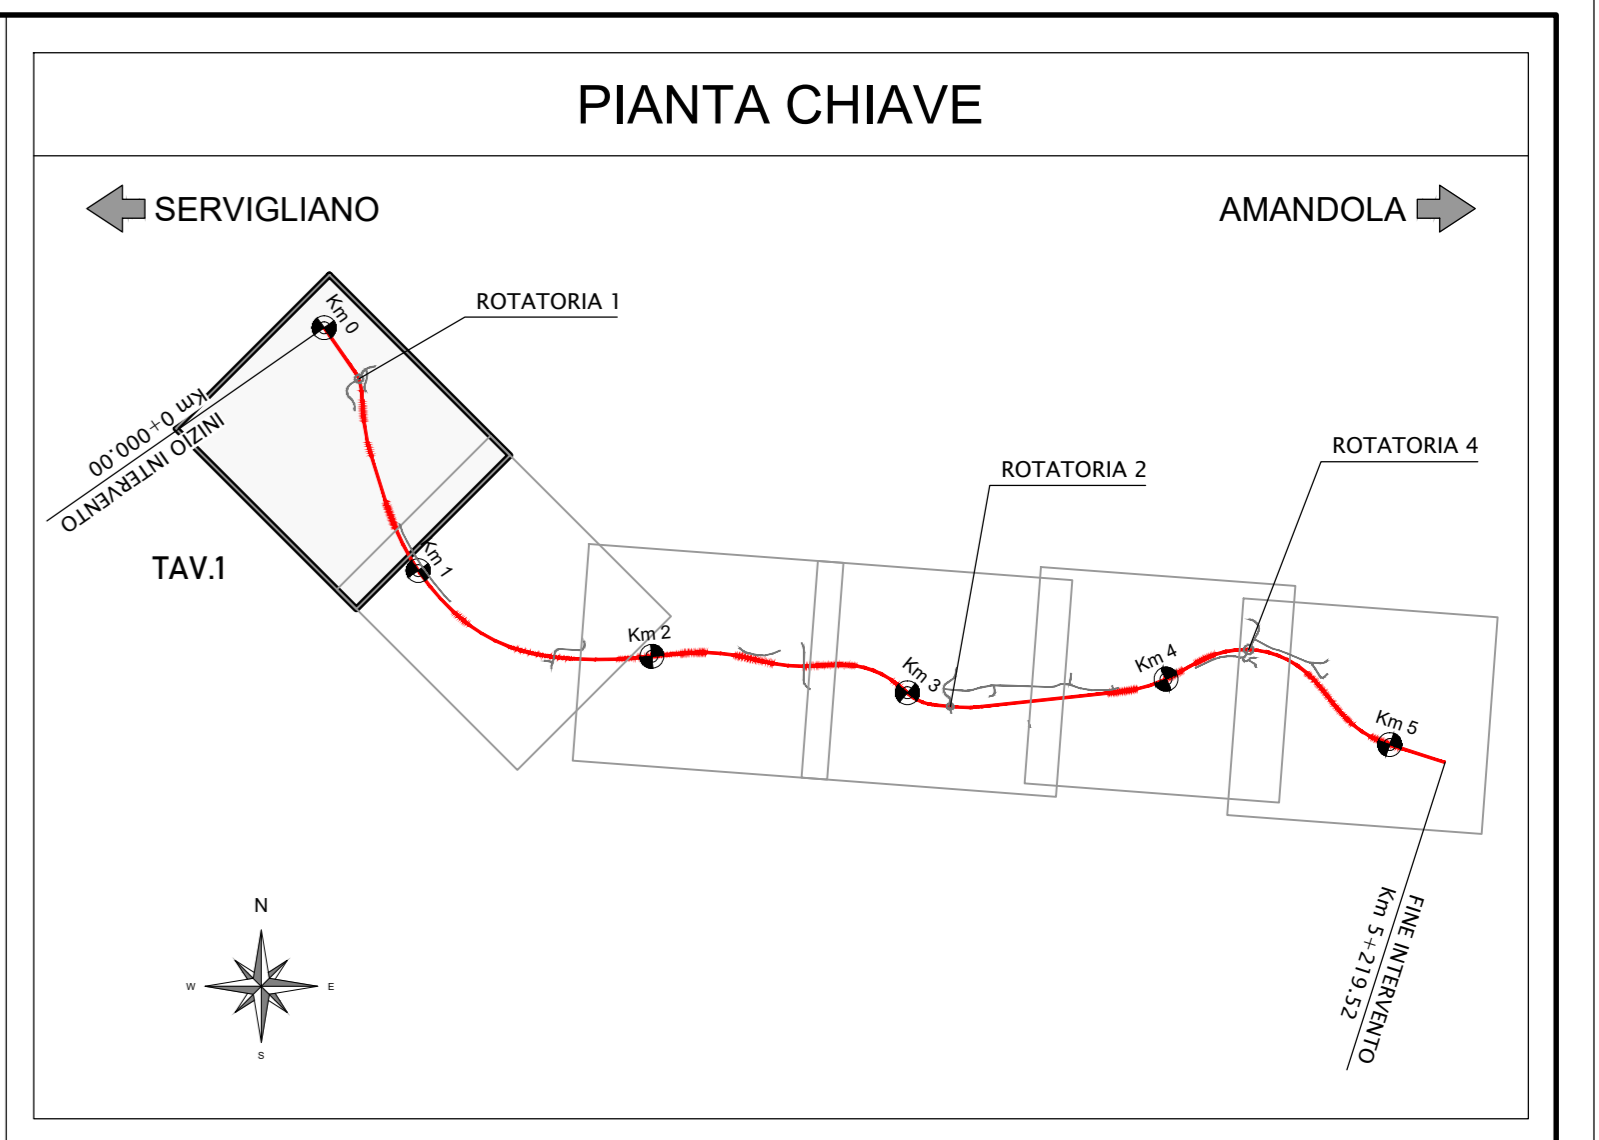 PIANTA CHIAVE
SERVIGLIANO
AMANDOLA
Km 0
ROTATORIA 1
Km 0+000.00
INIZIO INTERVENTO
TAV.1
Km 1
Km 2
Km 3
ROTATORIA 2
ROTATORIA 4
Km 4
Km 5
FINE INTERVENTO
Km 5+219.52
N
W
E
S